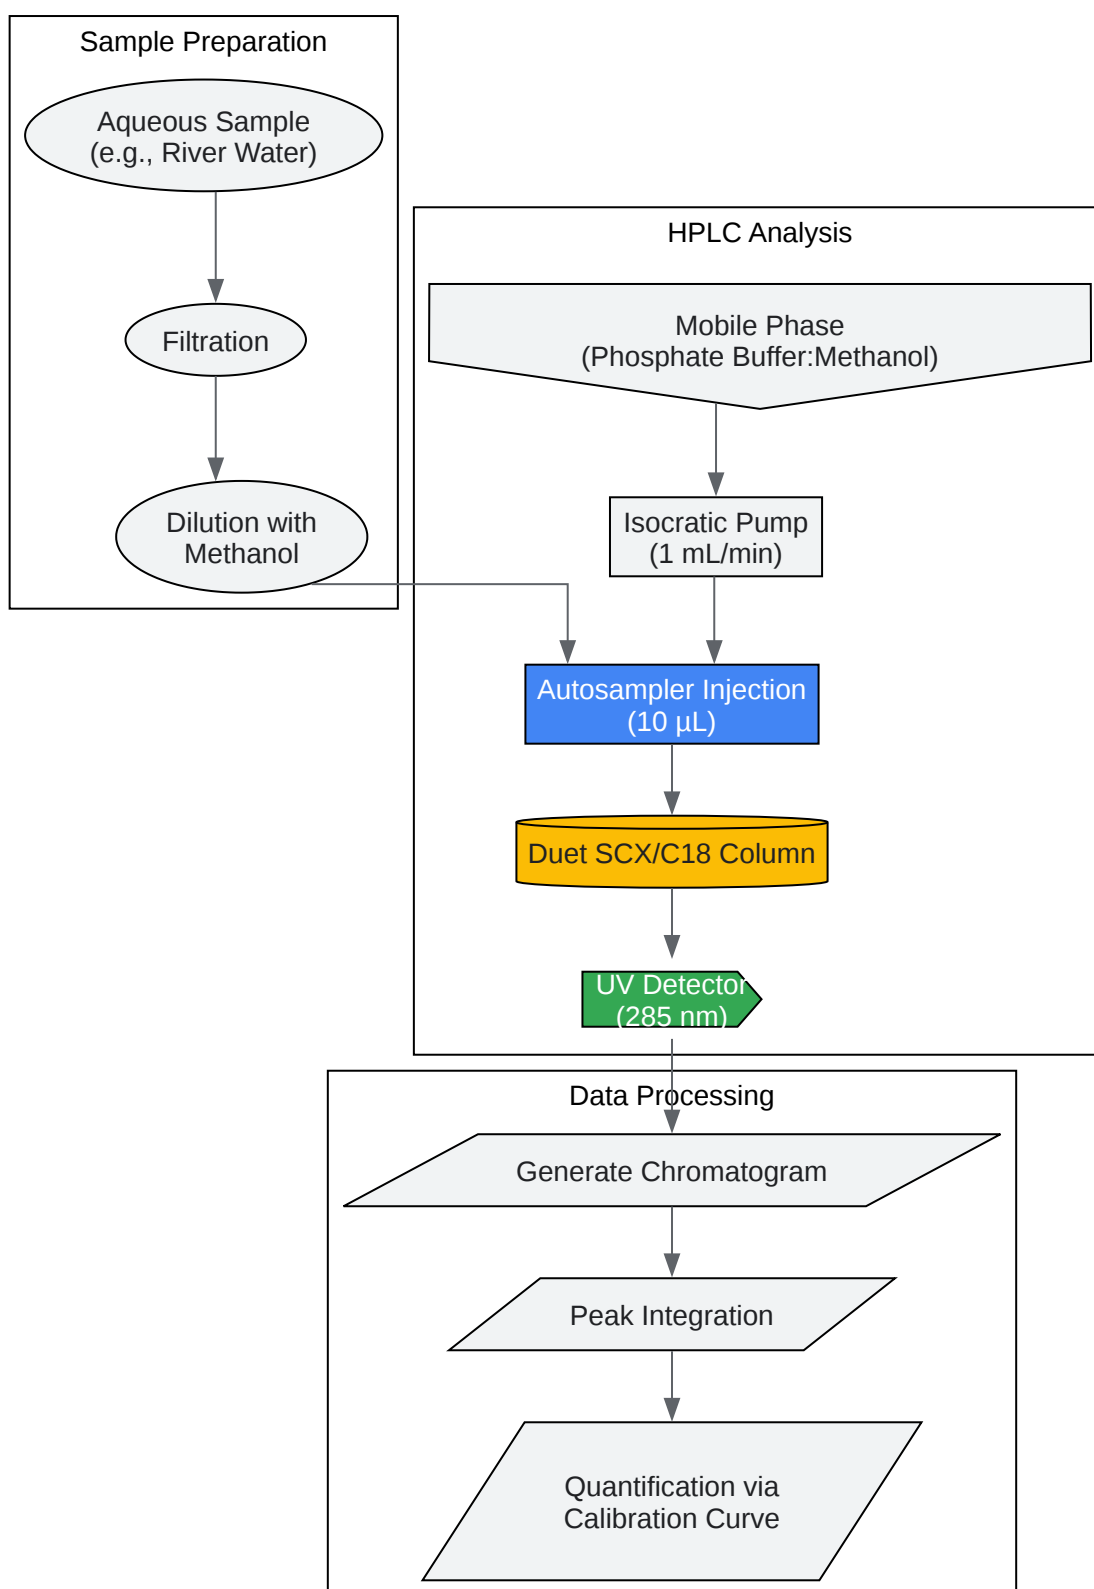 Sample Preparation
Aqueous Sample
(e.g., River Water)
Filtration
Dilution with
Methanol
HPLC Analysis
Mobile Phase
(Phosphate Buffer:Methanol)
Isocratic Pump
(1 mL/min)
Autosampler Injection
(10 µL)
Duet SCX/C18 Column
UV Detector
(285 nm)
Data Processing
Generate Chromatogram
Peak Integration
Quantification via
Calibration Curve